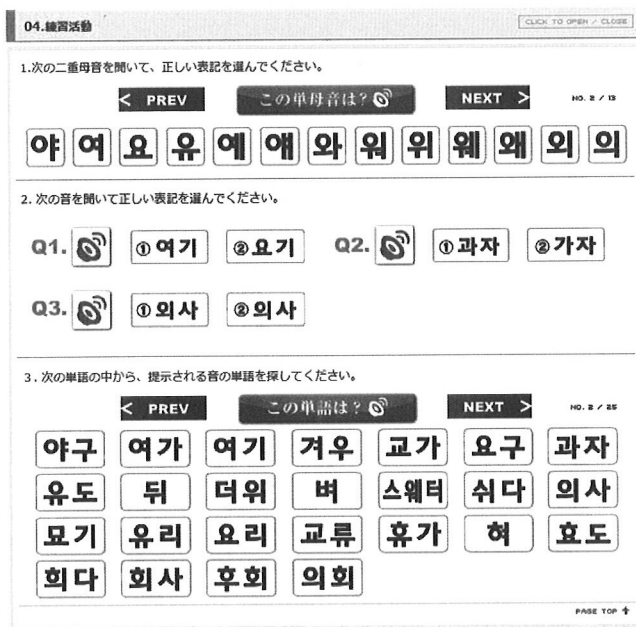 04.練習活動 CLICK TO OPEN / CLOSE
1.次の二重母音を聞いて、正しい表記を選んでください。
< PREV この単母音は? NEXT > NO. 2 / 13
야 여 요 유 예 얘 와 워 위 웨 왜 외 의
2. 次の音を聞いて正しい表記を選んでください。
Q1. ①여기 ②요기 Q2. ①과자 ②가자
Q3. ①외사 ②의사
3. 次の単語の中から、提示される音の単語を探してください。
< PREV この単語は? NEXT > NO. 2 / 25
야구 여가 여기 겨우 교가 요구 과자
유도 뒤 더위 벼 스웨터 쉬다 의사
묘기 유리 요리 교류 휴가 혀 효도
희다 회사 후회 의회
PAGE TOP